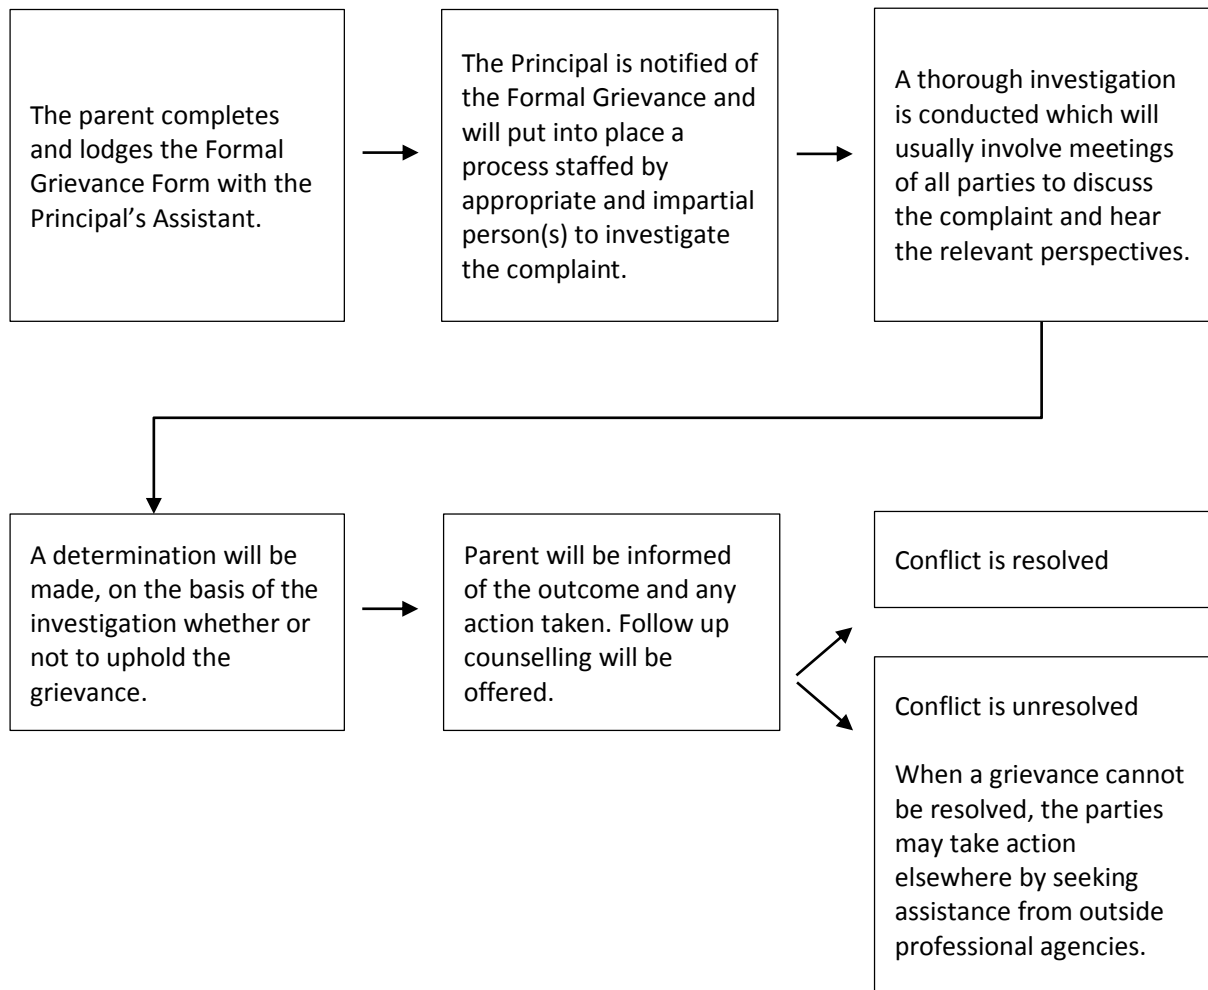 The parent completes
and lodges the Formal
Grievance Form with the
Principal’s Assistant.
The Principal is notified of
the Formal Grievance and
will put into place a
process staffed by
appropriate and impartial
person(s) to investigate
the complaint.
A thorough investigation
is conducted which will
usually involve meetings
of all parties to discuss
the complaint and hear
the relevant perspectives.
A determination will be
made, on the basis of the
investigation whether or
not to uphold the
grievance.
Parent will be informed
of the outcome and any
action taken. Follow up
counselling will be
offered.
Conflict is resolved
Conflict is unresolved
When a grievance cannot
be resolved, the parties
may take action
elsewhere by seeking
assistance from outside
professional agencies.